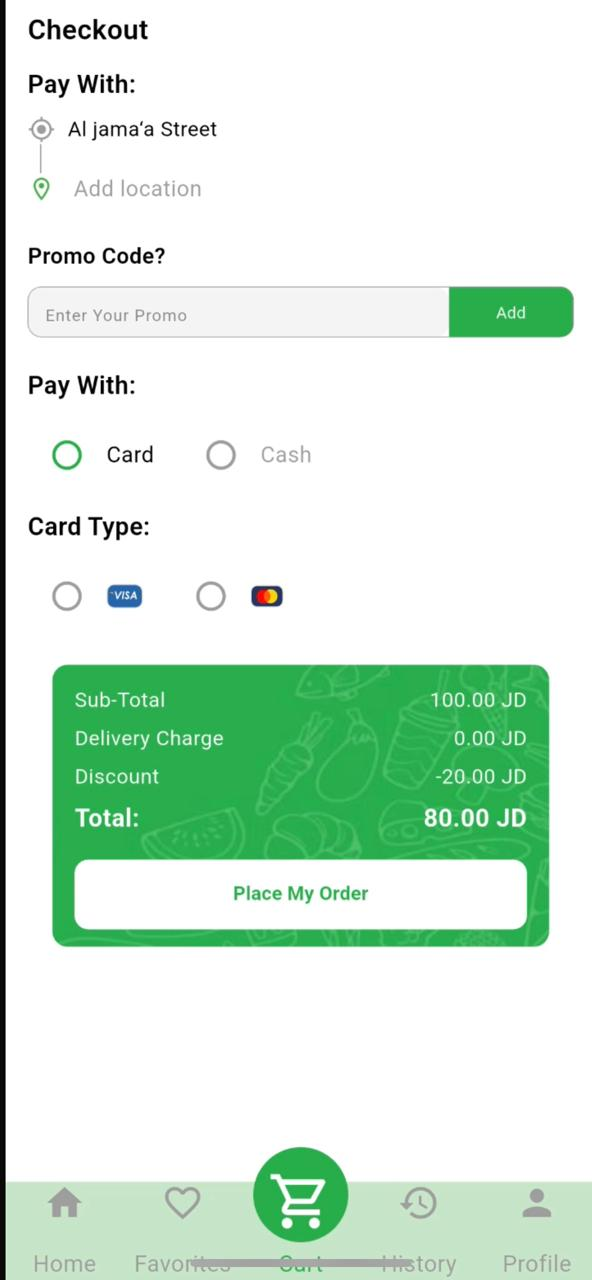 Checkout
Pay With:
Al jama‘a Street
Add location
Promo Code?
Enter Your Promo Add
Pay With:
Card Cash
Card Type:
VISA
Sub-Total 100.00 JD
Delivery Charge 0.00 JD
Discount -20.00 JD
Total: 80.00 JD
Place My Order
Home Favorites Cart History Profile